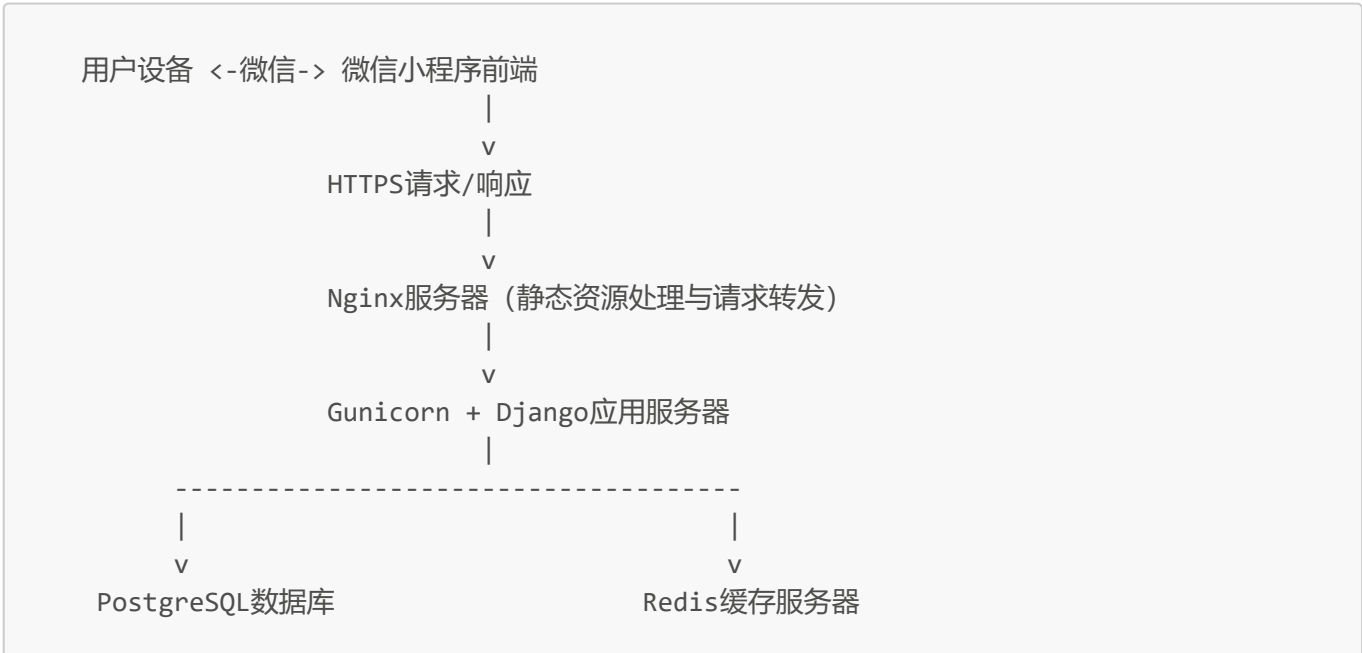 用户设备 <-微信-> 微信小程序前端
|
v
HTTPS请求/响应
|
v
Nginx服务器（静态资源处理与请求转发）
|
v
Gunicorn + Django应用服务器
|
-------------------------------------
| |
v v
PostgreSQL数据库 Redis缓存服务器